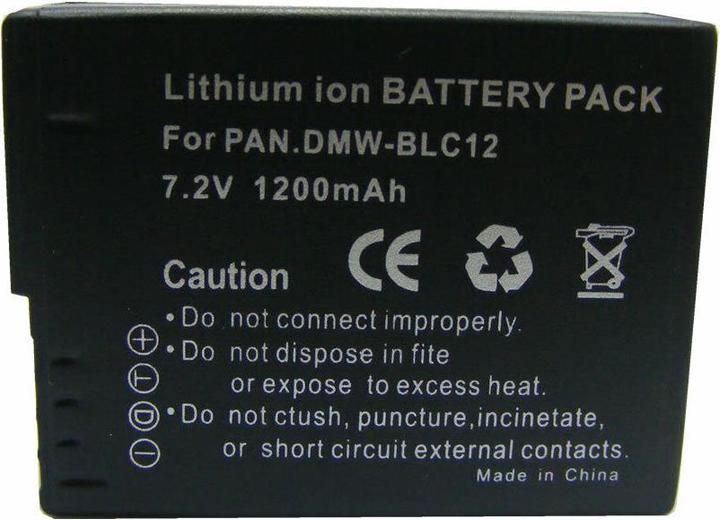 Lithium ion BATTERY PACK
For PAN.DMW-BLC12
7.2V 1200mAh
CE
Caution
•Do not connect improperly.
•Do not dispose in fite
or expose to excess heat.
•Do not ctush, puncture,incinetate,
or short circuit external contacts.
Made in China
+
T
D
-